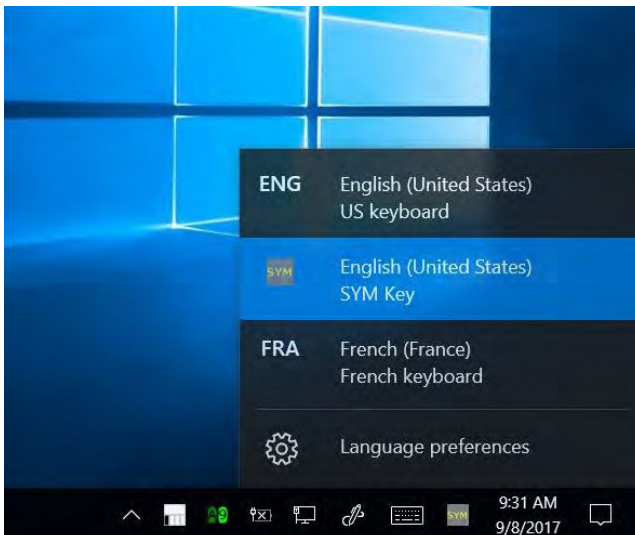 ENG
English (United States)
US keyboard
SYM
English (United States)
SYM Key
FRA
French (France)
French keyboard
Language preferences
SYM
9:31 AM
9/8/2017